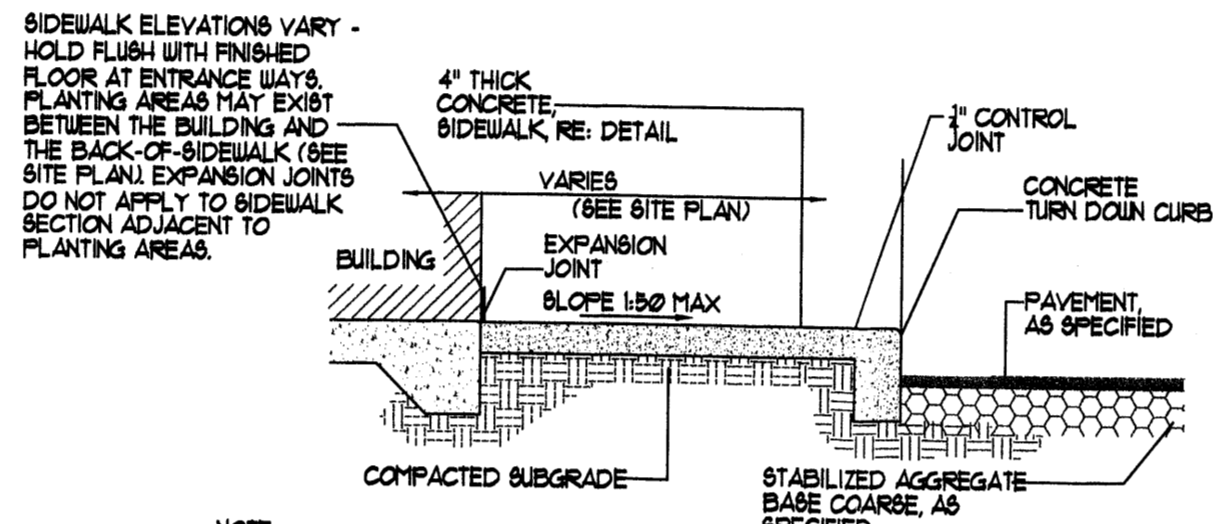 SIDEWALK ELEVATIONS VARY -
HOLD FLUSH WITH FINISHED
FLOOR AT ENTRANCE WAYS.
PLANTING AREAS MAY EXIST
BETWEEN THE BUILDING AND
THE BACK-OF-SIDEWALK (SEE
SITE PLAN). EXPANSION JOINTS
DO NOT APPLY TO SIDEWALK
SECTION ADJACENT TO
PLANTING AREAS.
4" THICK
CONCRETE,
SIDEWALK, RE: DETAIL
CONTROL
JOINT
VARIES
(SEE SITE PLAN)
CONCRETE
TURN DOWN CURB
BUILDING
EXPANSION
JOINT
SLOPE 1:50 MAX
PAVEMENT,
AS SPECIFIED
COMPACTED SUBGRADE
STABILIZED AGGREGATE
BASE COARSE, AS
SPECIFIED
NOTE